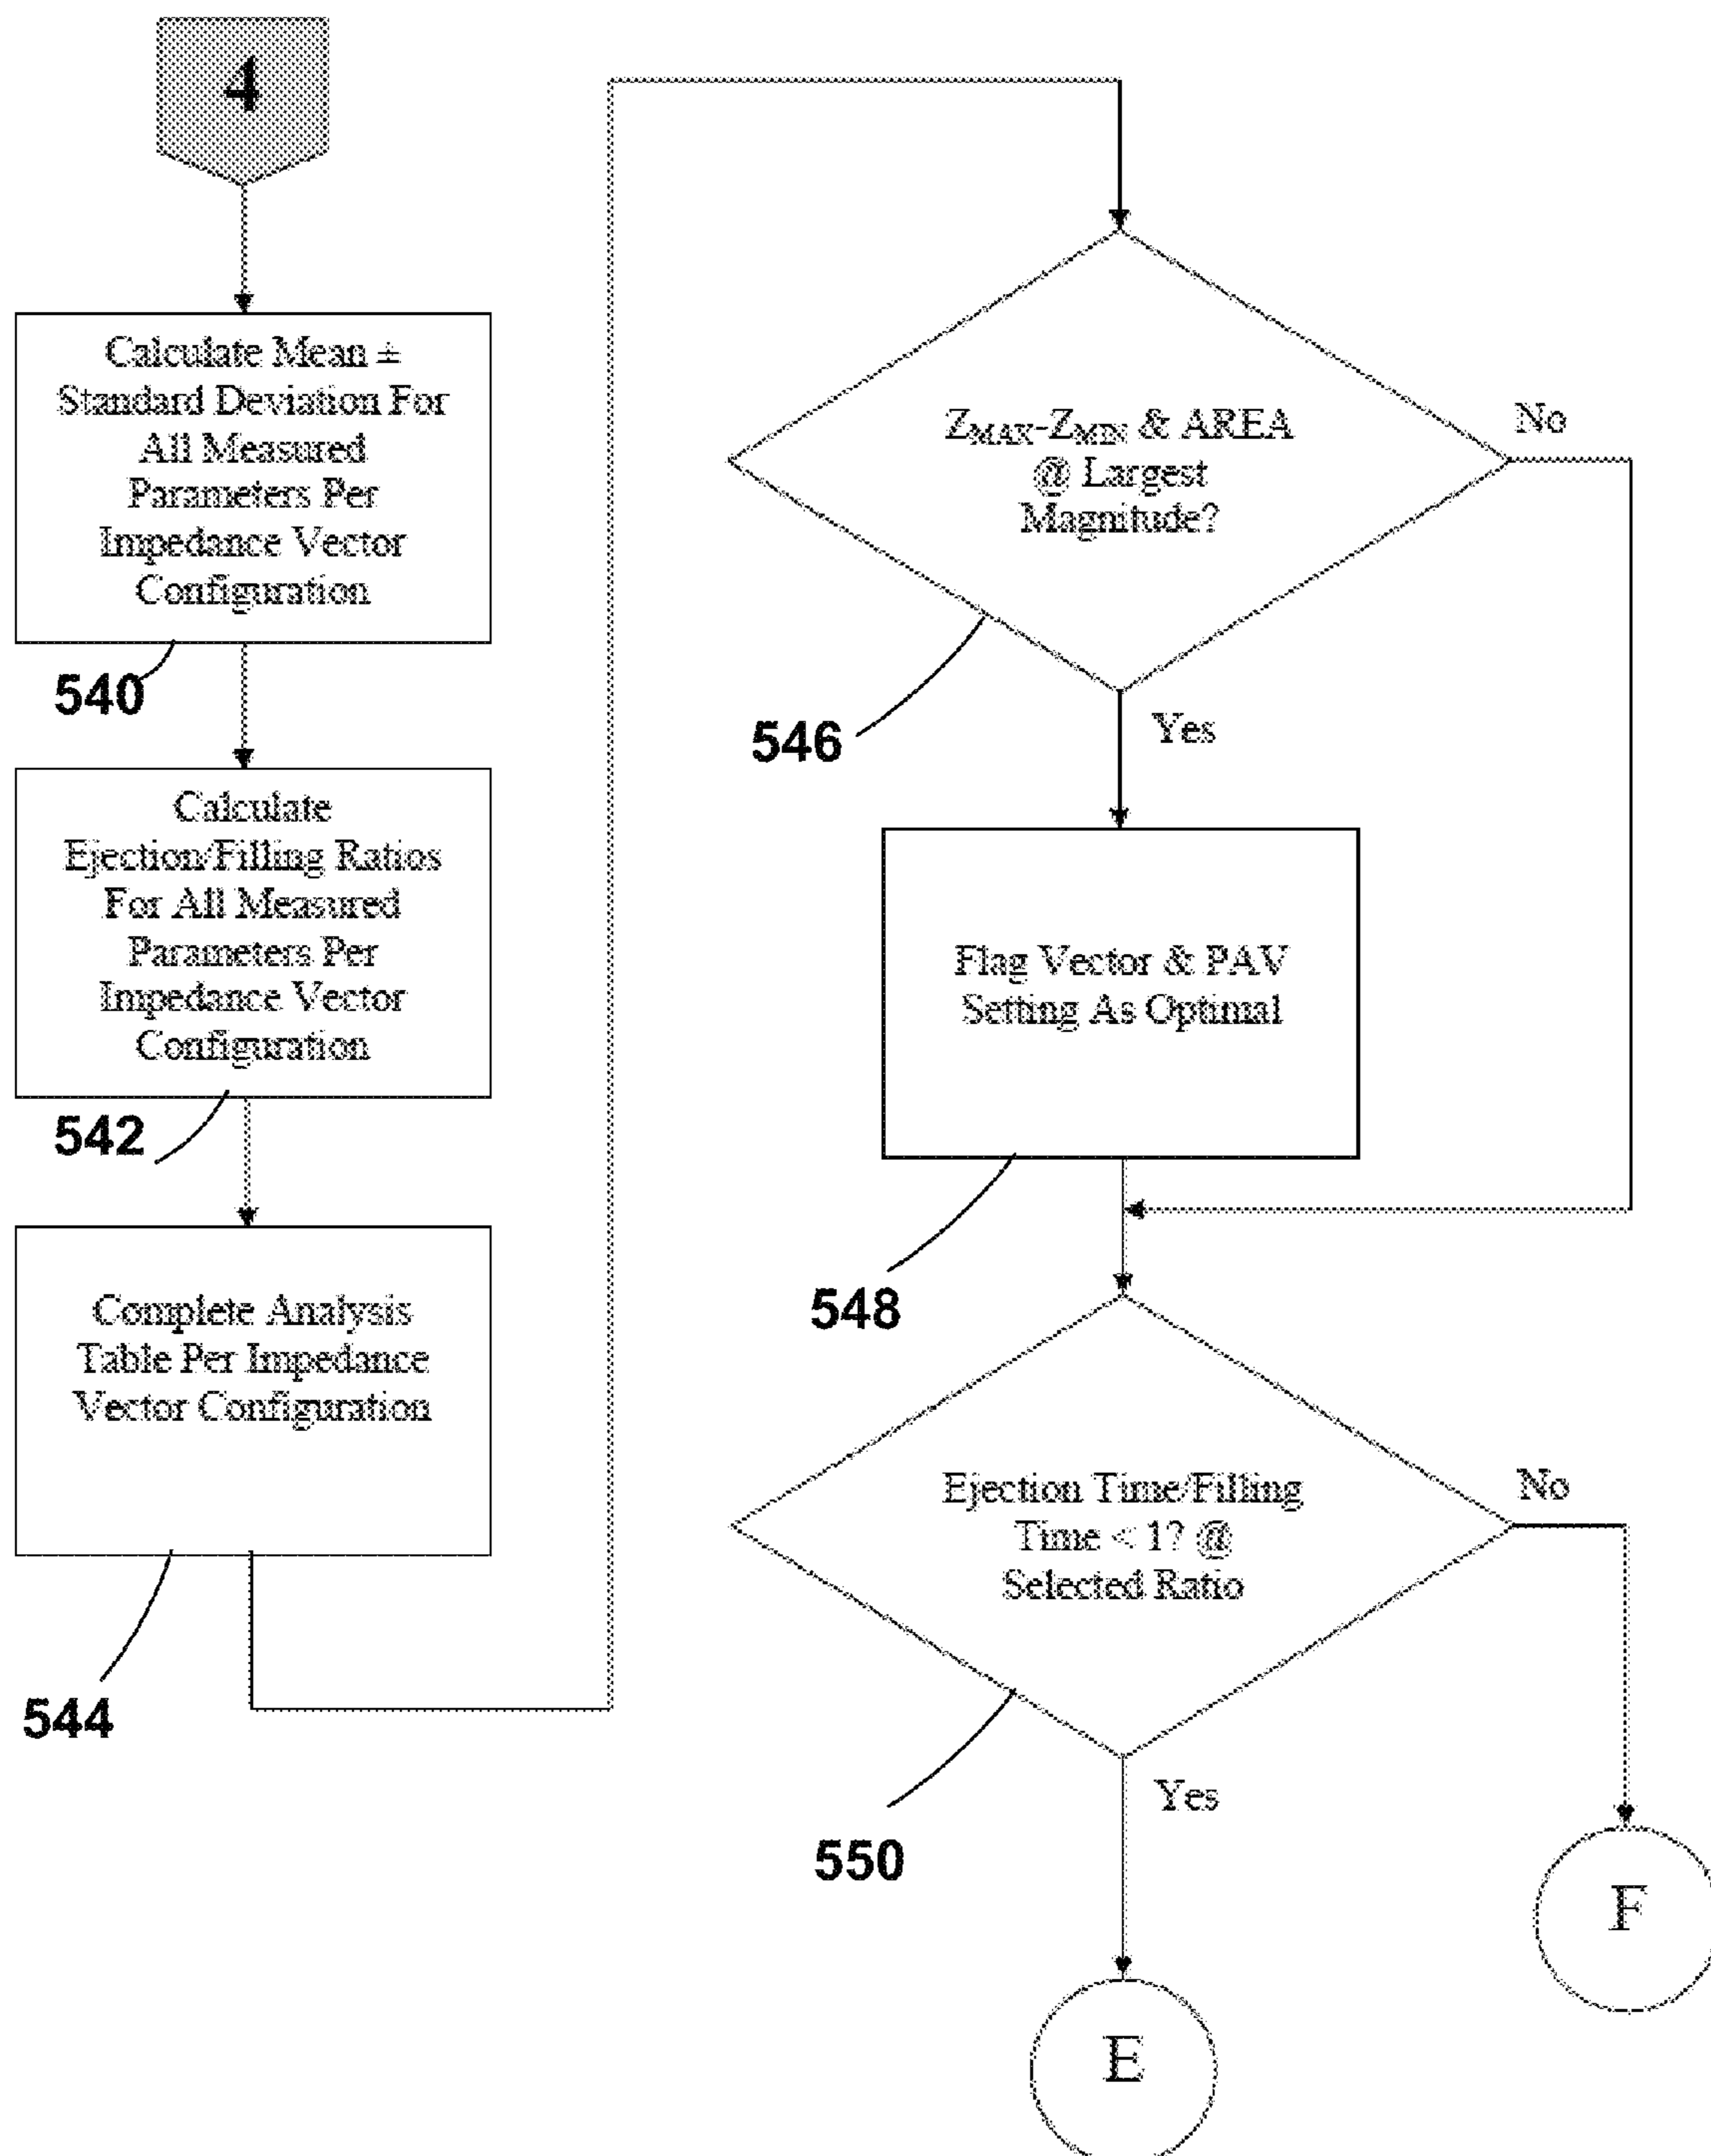 4
Calculate Mean ±
Standard Deviation For
All Measured
Parameters Per
Impedance Vector
Configuration
540
Calculate
Ejection/Filling Ratios
For All Measured
Parameters Per
Impedance Vector
Configuration
542
Complete Analysis
Table Per Impedance
Vector Configuration
544
ZMAX-ZMIN & AREA
@ Largest
Magnitude?
No
546
Yes
Flag Vector & PAV
Setting As Optimal
548
Ejection Time/Filling
Time < 1? @
Selected Ratio
No
550
Yes
F
E